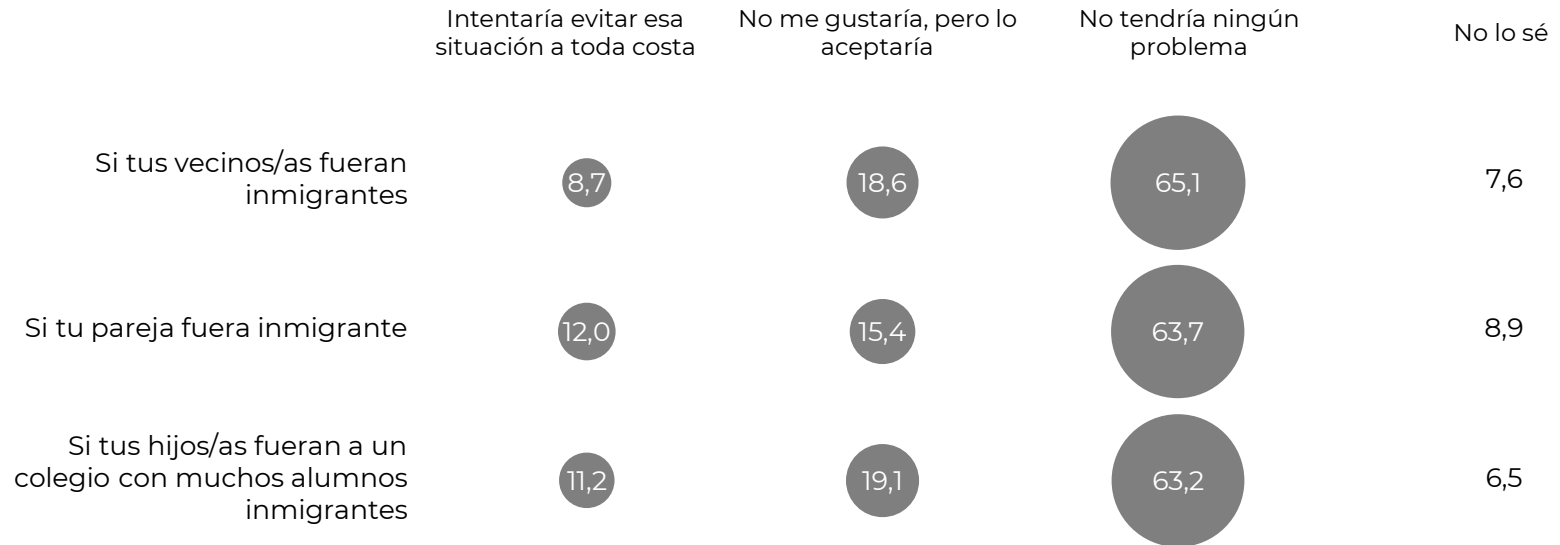 Intentaría evitar esa
situación a toda costa
No me gustaría, pero lo
aceptaría
No tendría ningún
problema
No lo sé
Si tus vecinos/as fueran
inmigrantes
8,7
18,6
65,1
7,6
Si tu pareja fuera inmigrante
12,0
15,4
63,7
8,9
Si tus hijos/as fueran a un
colegio con muchos alumnos
inmigrantes
11,2
19,1
63,2
6,5